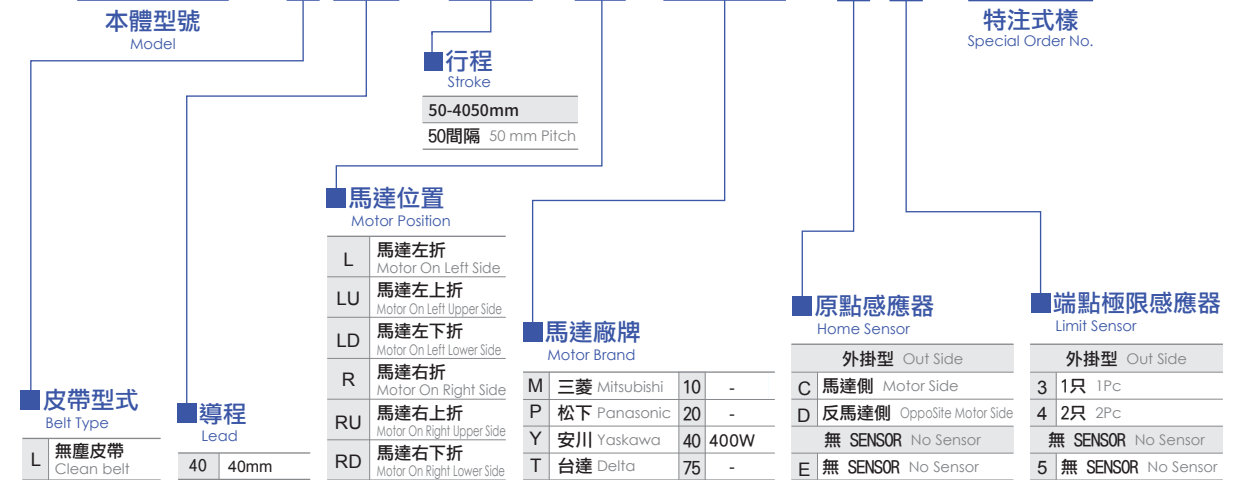 本體型號
Model
特注式樣
Special Order No.
行程
Stroke
50-4050mm
50間隔 50 mm Pitch
馬達位置
Motor Position
L 馬達左折
Motor On Left Side
LU 馬達左上折
Motor On Left Upper Side
LD 馬達左下折
Motor On Left Lower Side
R 馬達右折
Motor On Right Side
RU 馬達右上折
Motor On Right Upper Side
RD 馬達右下折
Motor On Right Lower Side
皮帶型式
Belt Type
L 無塵皮帶
Clean belt
導程
Lead
40 40mm
馬達廠牌
Motor Brand
M 三菱 Mitsubishi 10 -
P 松下 Panasonic 20 -
Y 安川 Yaskawa 40 400W
T 台達 Delta 75 -
原點感應器
Home Sensor
外掛型 Out Side
C 馬達側 Motor Side
D 反馬達側 OppoSite Motor Side
無 SENSOR No Sensor
E 無 SENSOR No Sensor
端點極限感應器
Limit Sensor
外掛型 Out Side
3 1只 1Pc
4 2只 2Pc
無 SENSOR No Sensor
5 無 SENSOR No Sensor